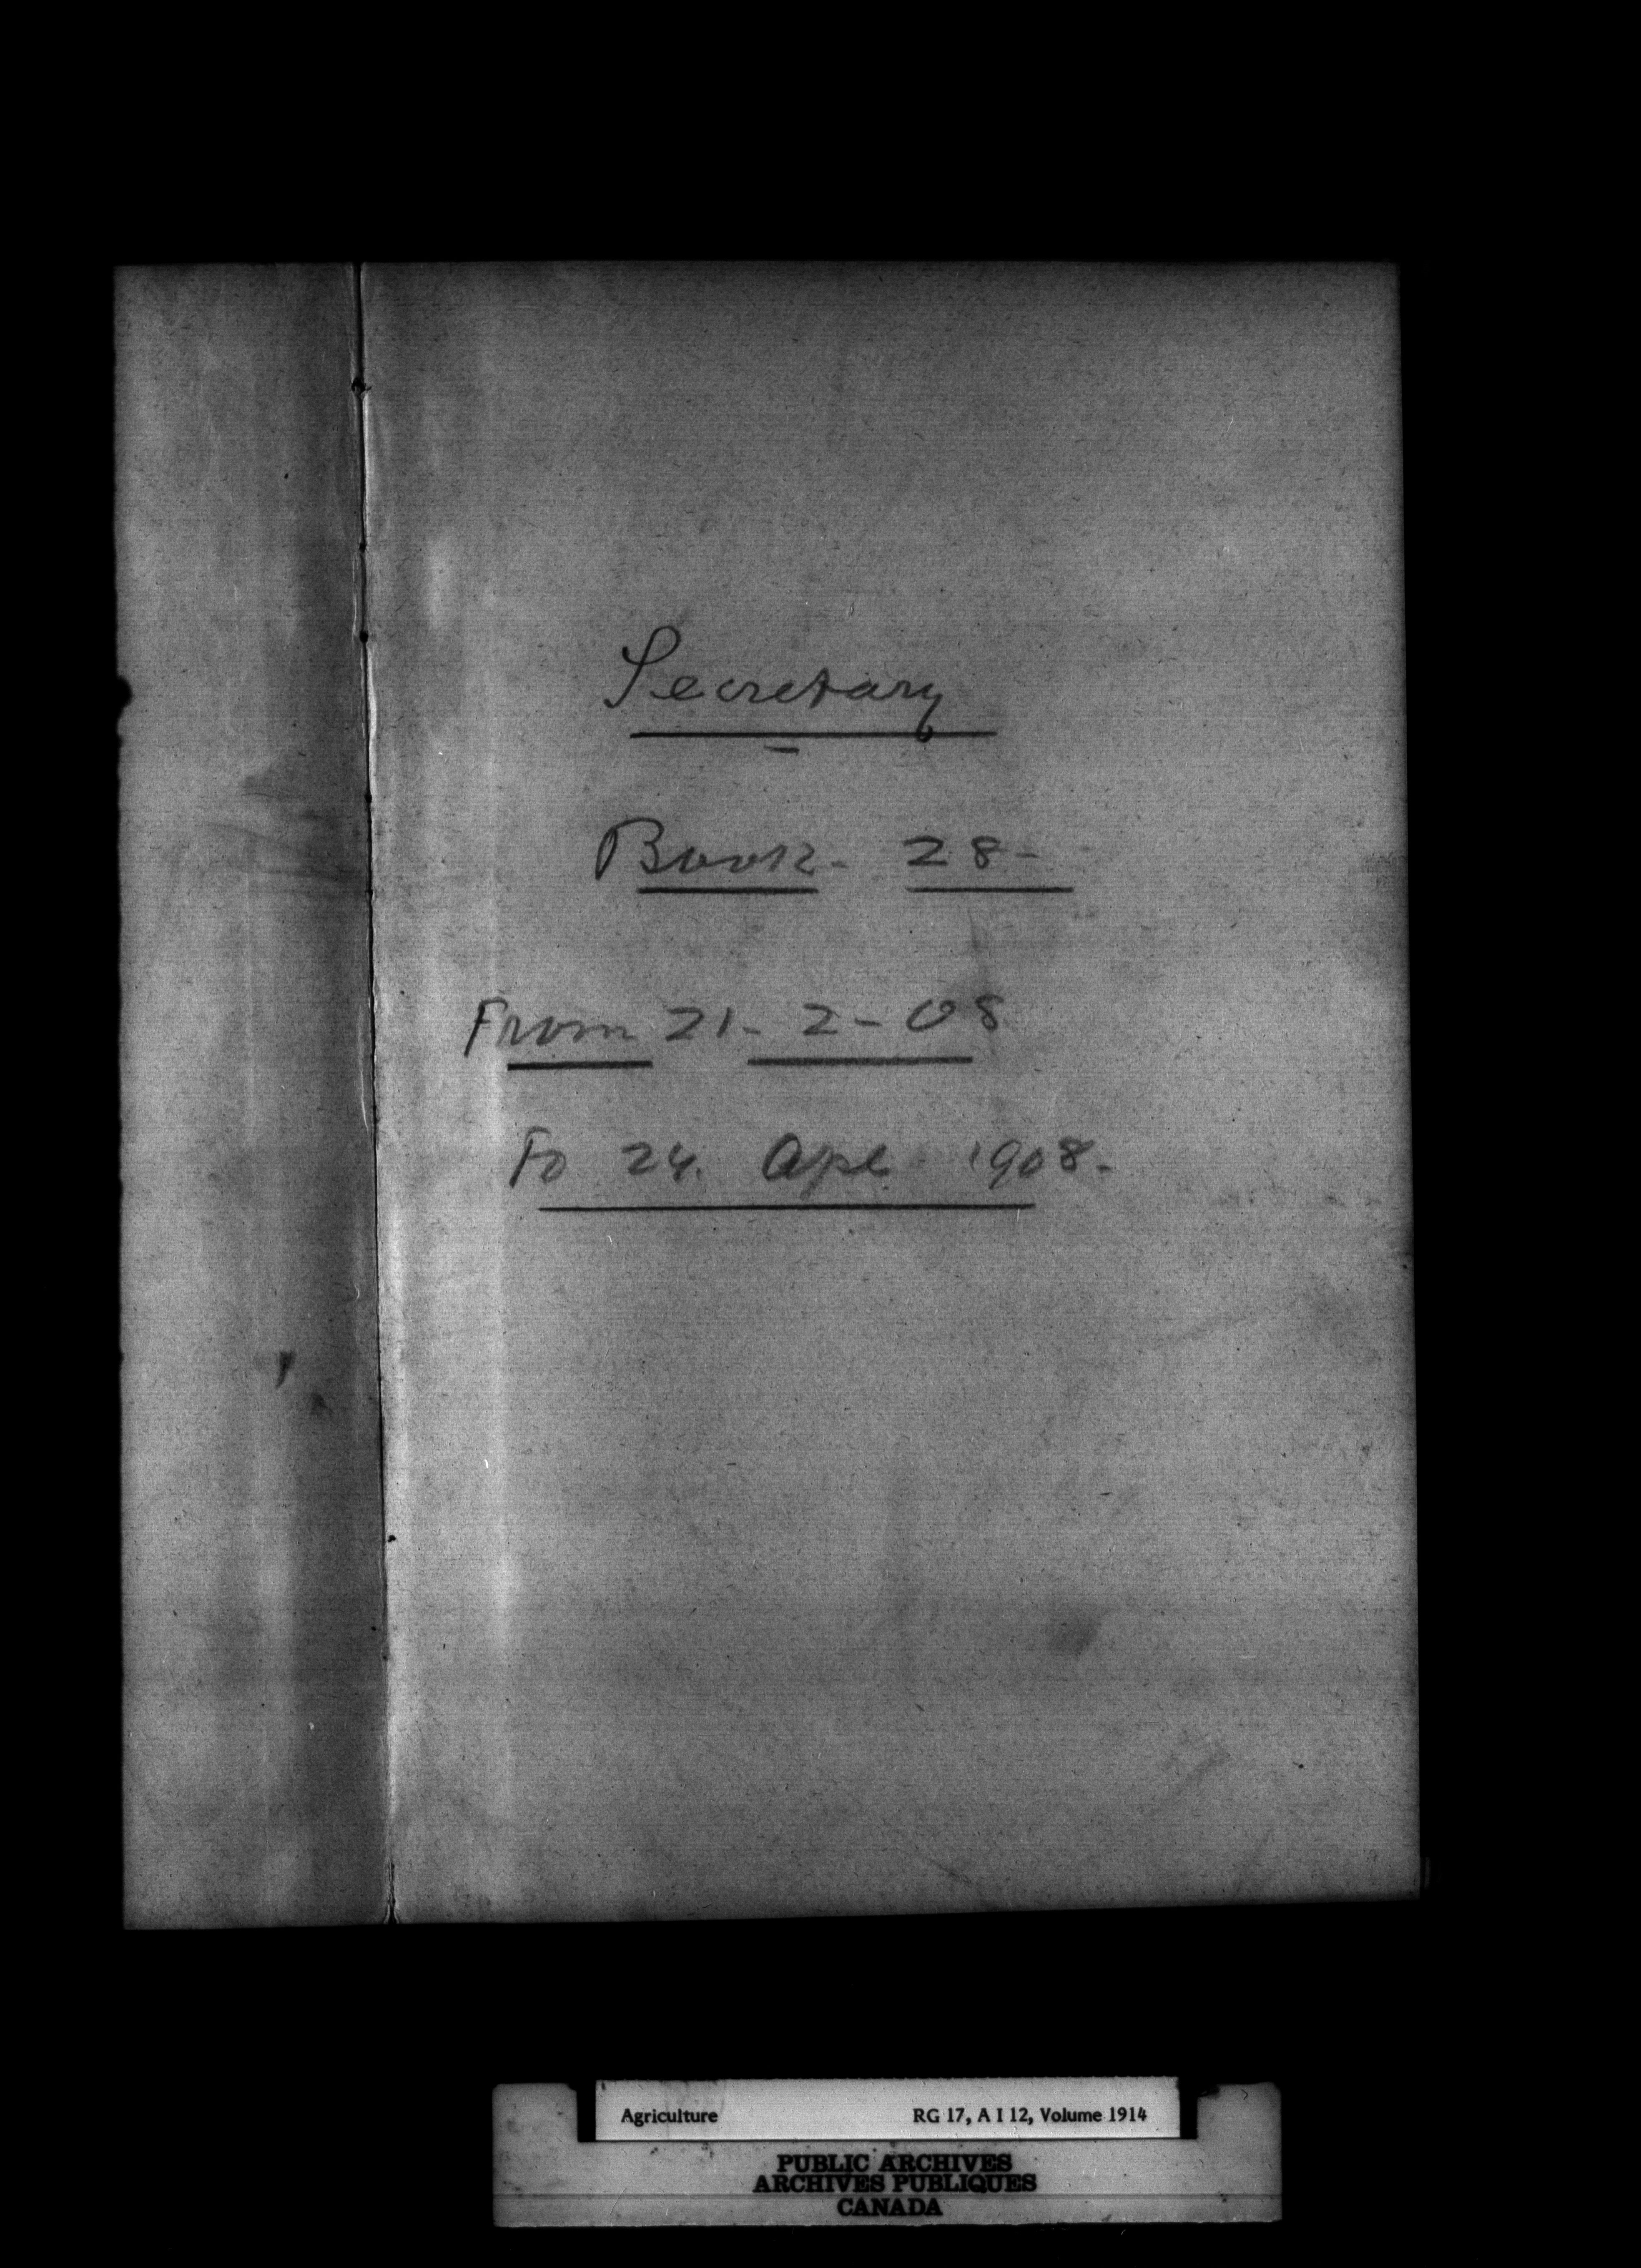 Secretary
Book - 28 -
From 21 - 2 - 08
To 24. Apl 1908.
Agriculture RG 17, A I 12, Volume 1914
PUBLIC ARCHIVES
ARCHIVES PUBLIQUES
CANADA